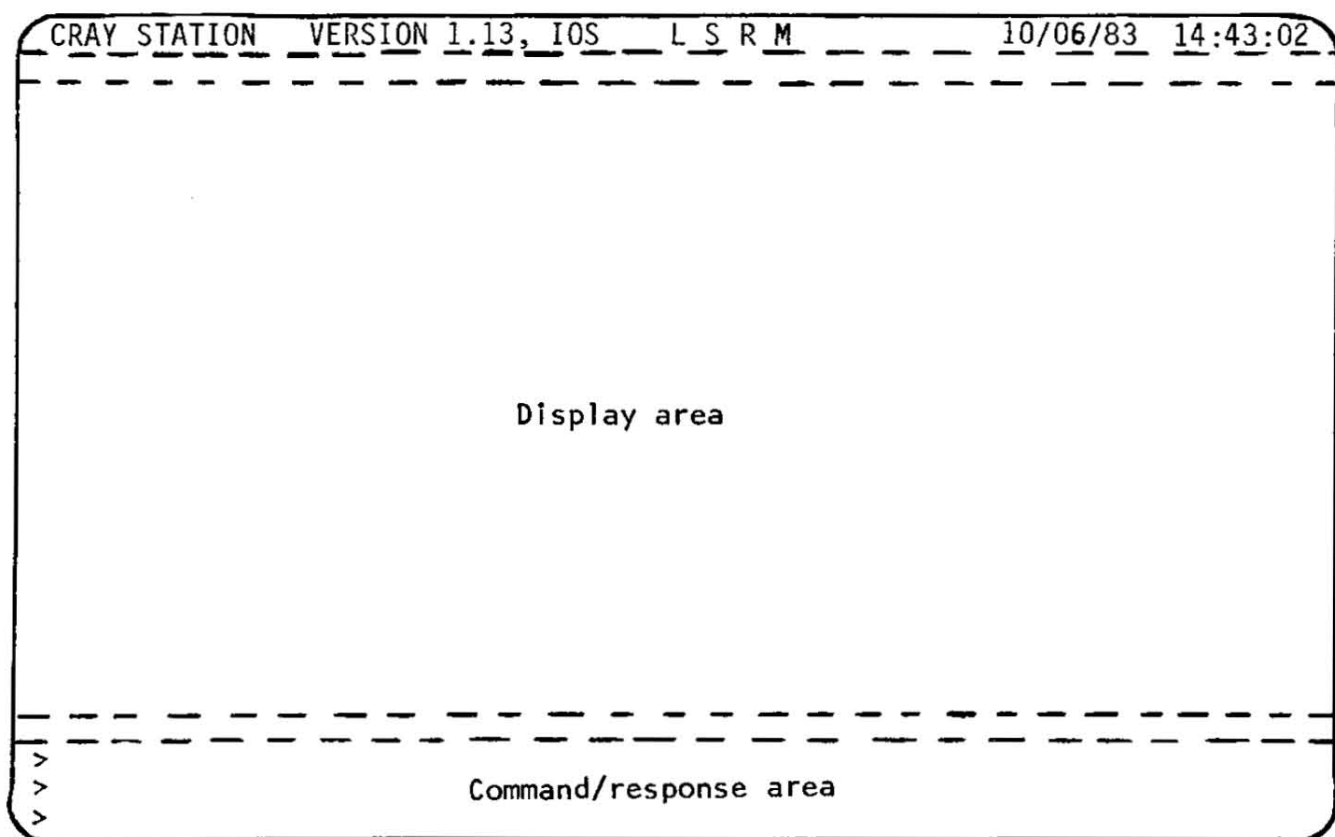 CRAY STATION VERSION 1.13, IOS L S R M 10/06/83 14:43:02
Display area
>
> Command/response area
>